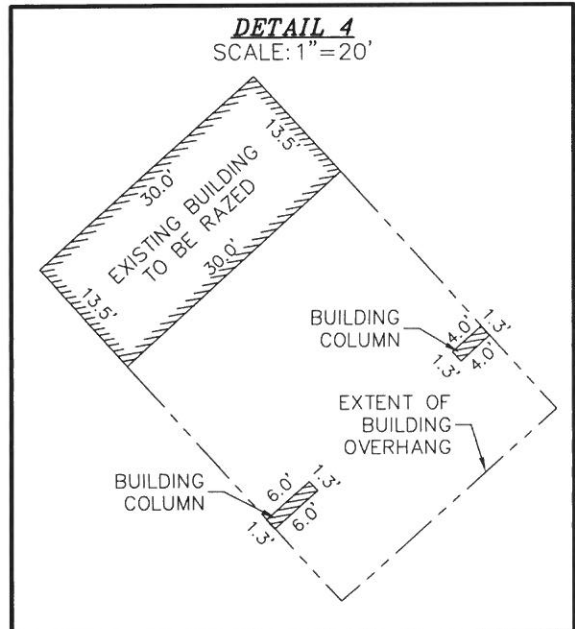 DETAIL 4
SCALE: 1"=20'
13.5'
30.0'
EXISTING BUILDING
TO BE RAZED
30.0'
13.5'
BUILDING
COLUMN
4.0'
1.3'
1.3'
4.0'
EXTENT OF
BUILDING
OVERHANG
BUILDING
COLUMN
6.0'
1.3'
1.3'
6.0'